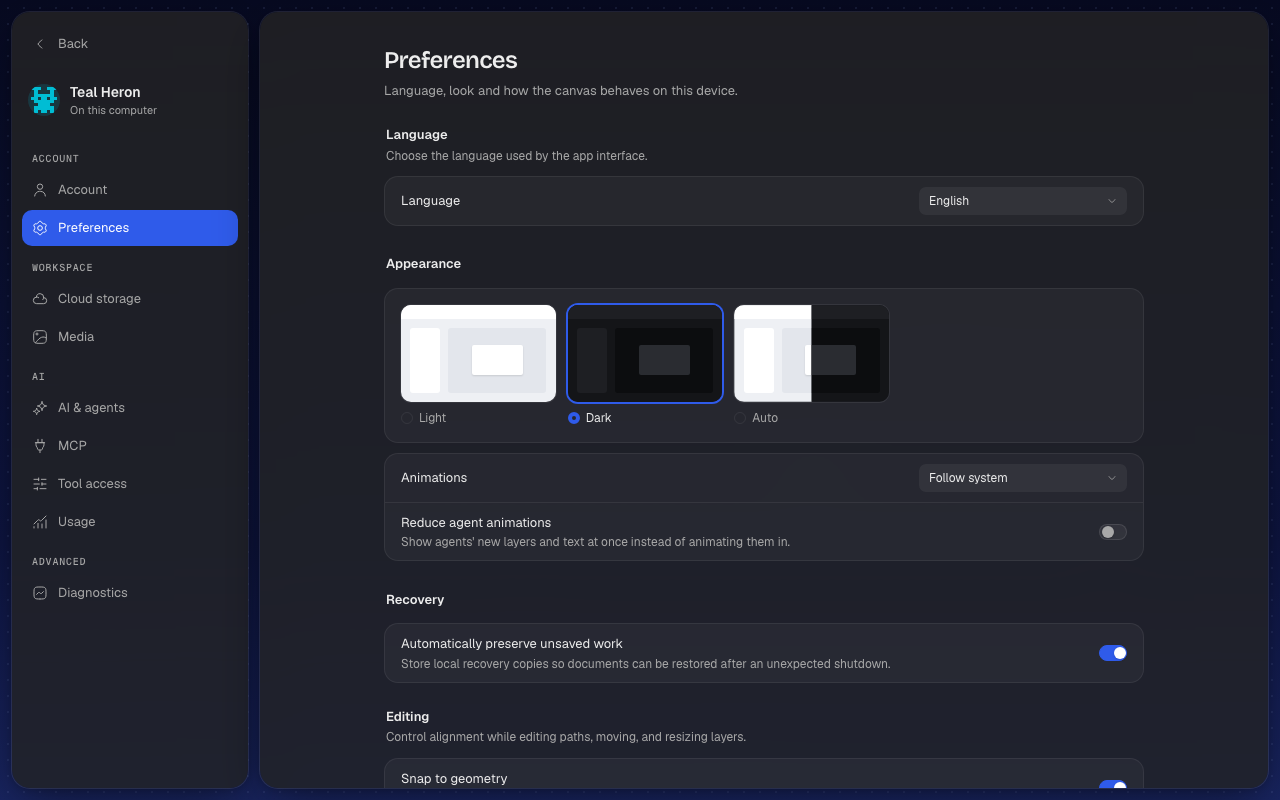 Back
Teal Heron
On this computer
ACCOUNT
Account
Preferences
WORKSPACE
Cloud storage
Media
AI
AI & agents
MCP
Tool access
Usage
ADVANCED
Diagnostics
Preferences
Language, look and how the canvas behaves on this device.
Language
Choose the language used by the app interface.
Language
English
Appearance
Light
Dark
Auto
Animations
Follow system
Reduce agent animations
Show agents' new layers and text at once instead of animating them in.
Recovery
Automatically preserve unsaved work
Store local recovery copies so documents can be restored after an unexpected shutdown.
Editing
Control alignment while editing paths, moving, and resizing layers.
Snap to geometry